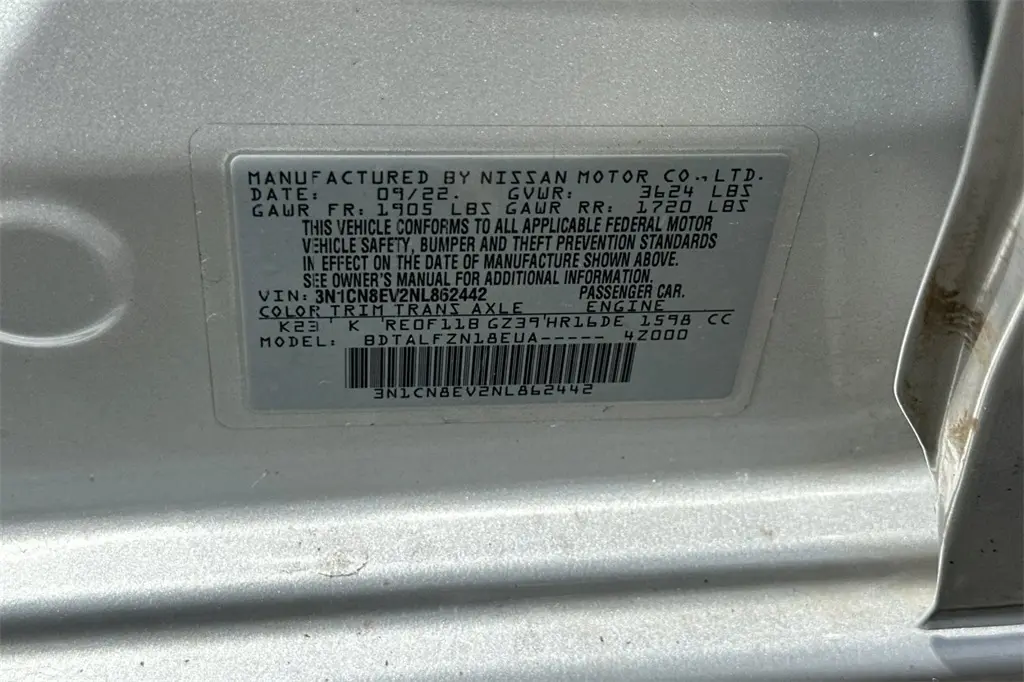 MANUFACTURED BY NISSAN MOTOR CO., LTD.
DATE: 09/22. GVWR: 3624 LBS
GAWR FR: 1905 LBS GAWR RR: 1720 LBS
THIS VEHICLE CONFORMS TO ALL APPLICABLE FEDERAL MOTOR
VEHICLE SAFETY, BUMPER AND THEFT PREVENTION STANDARDS
IN EFFECT ON THE DATE OF MANUFACTURE SHOWN ABOVE.
SEE OWNER'S MANUAL FOR ADDITIONAL INFORMATION.
VIN: 3N1CN8EV2NL862442 PASSENGER CAR.
COLOR TRIM TRANS AXLE ENGINE
K23 ' K ' RE0F11B GZ39'HR16DE 1598 CC
MODEL: BDTALFZN18EUA----- 4Z000
3N1CN8EV2NL862442